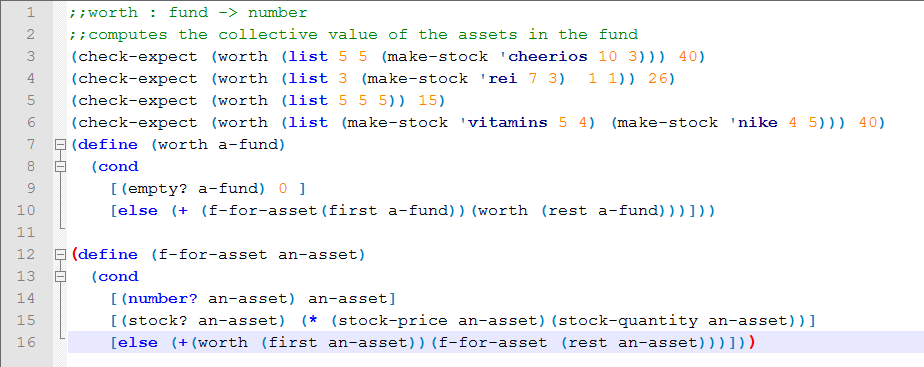 1 ;;worth : fund -> number
2 ;;computes the collective value of the assets in the fund
3 (check-expect (worth (list 5 5 (make-stock 'cheerios 10 3))) 40)
4 (check-expect (worth (list 3 (make-stock 'rei 7 3)  1 1)) 26)
5 (check-expect (worth (list 5 5 5)) 15)
6 (check-expect (worth (list (make-stock 'vitamins 5 4) (make-stock 'nike 4 5))) 40)
7 (define (worth a-fund)
8   (cond
9     [(empty? a-fund) 0 ]
10     [else (+ (f-for-asset(first a-fund))(worth (rest a-fund)))]))
11
12 (define (f-for-asset an-asset)
13   (cond
14     [(number? an-asset) an-asset]
15     [(stock? an-asset) (* (stock-price an-asset)(stock-quantity an-asset))]
16     [else (+(worth (first an-asset))(f-for-asset (rest an-asset)))]))